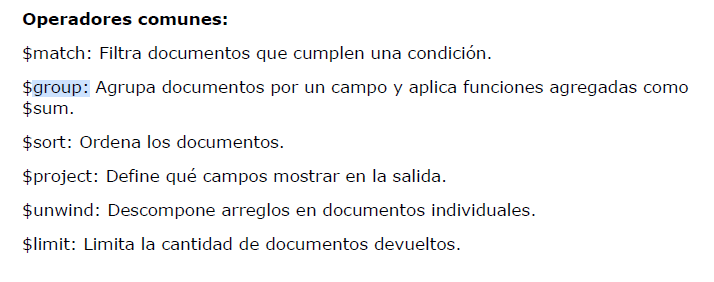 Operadores comunes:
$match: Filtra documentos que cumplen una condición.
$group: Agrupa documentos por un campo y aplica funciones agregadas como
$sum.
$sort: Ordena los documentos.
$project: Define qué campos mostrar en la salida.
$unwind: Descompone arreglos en documentos individuales.
$limit: Limita la cantidad de documentos devueltos.